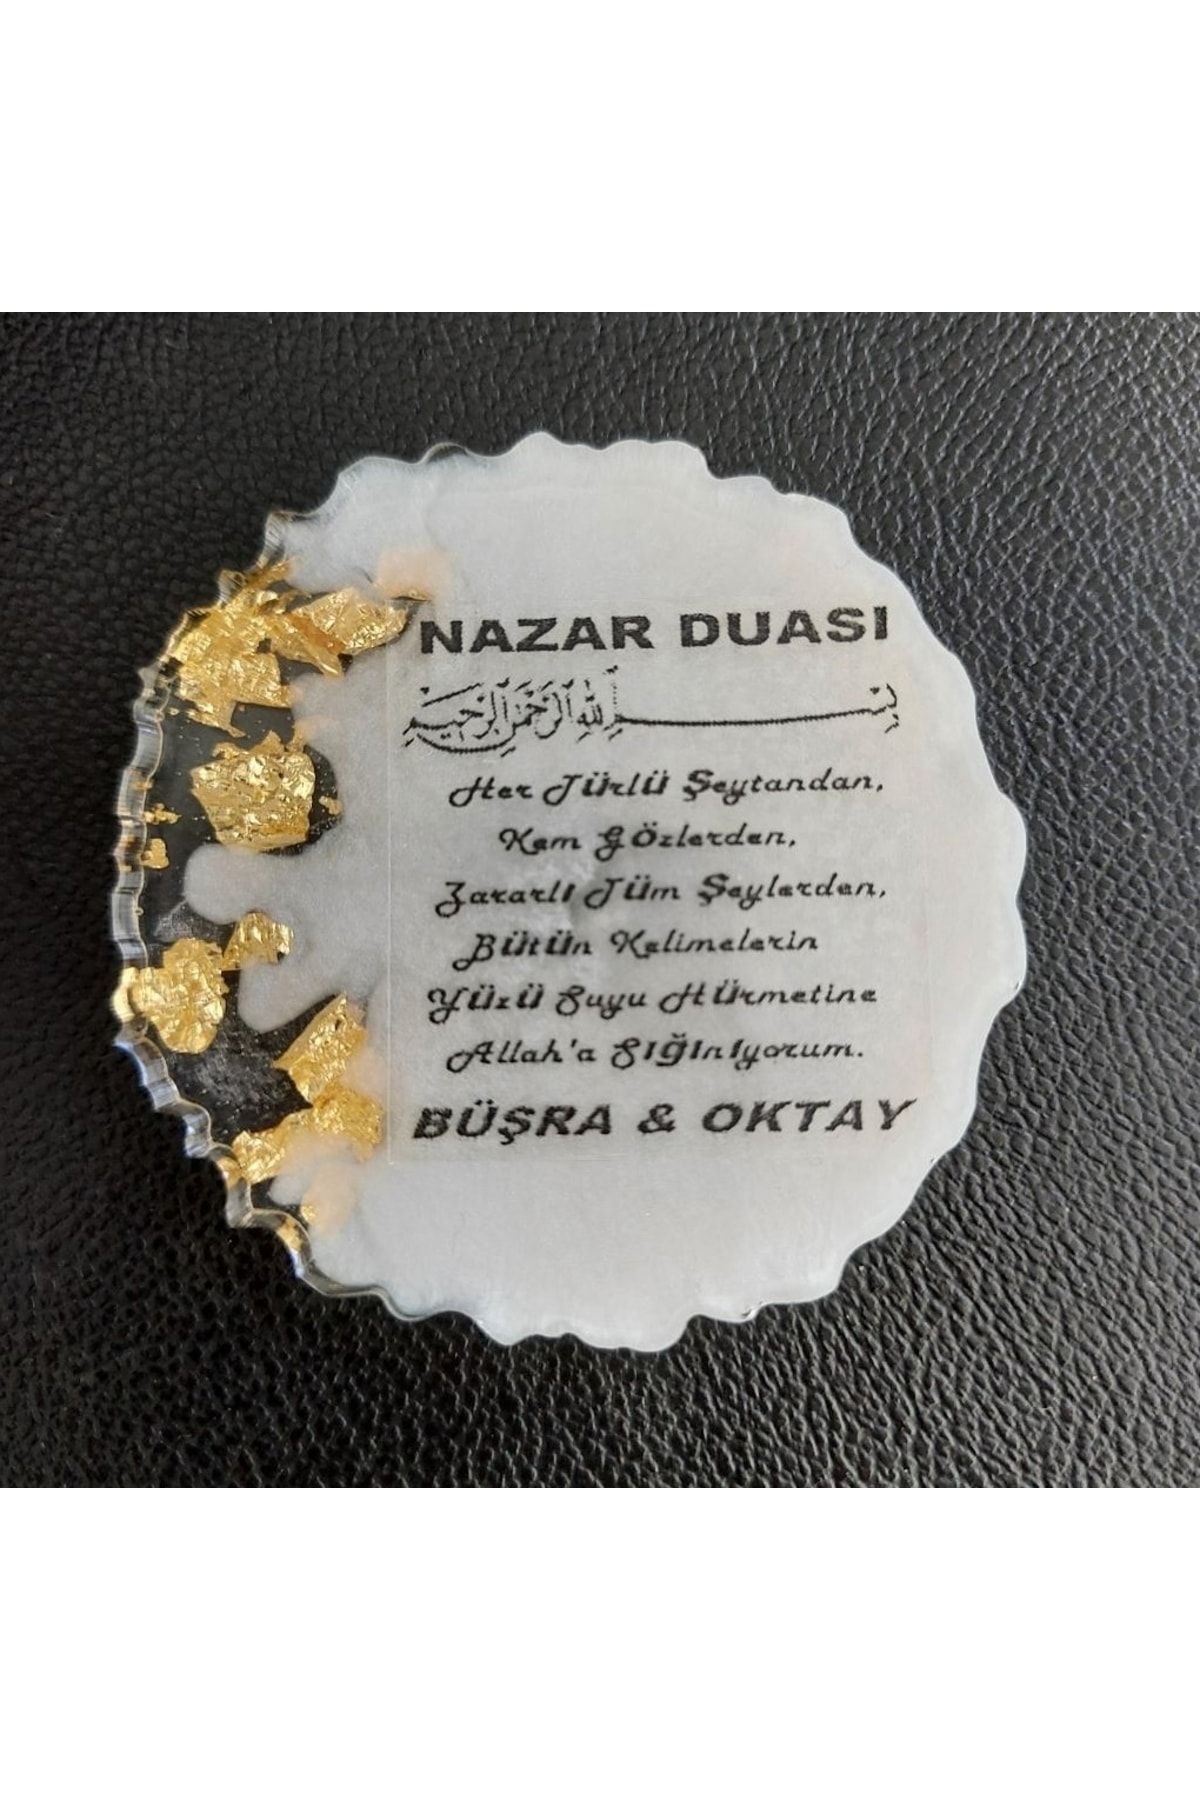 NAZAR DUASI
بِسْمِ اللهِ الرَّحْمٰنِ الرَّحِيمِ
Her Türlü Şeytandan,
Kem Gözlerden,
Zararlı Tüm Şeylerden,
Bütün Kelimelerin
Yüzü Suyu Hürmetine
Allah'a Sığınıyorum.
BÜŞRA & OKTAY